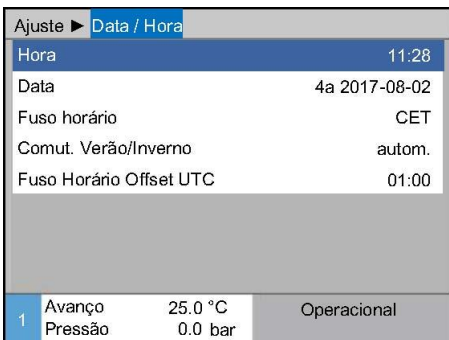 Ajuste ► Data / Hora
Hora 11:28
Data 4a 2017-08-02
Fuso horário CET
Comut. Verão/Inverno autom.
Fuso Horário Offset UTC 01:00
1 Avanço 25.0 °C Operacional
Pressão 0.0 bar